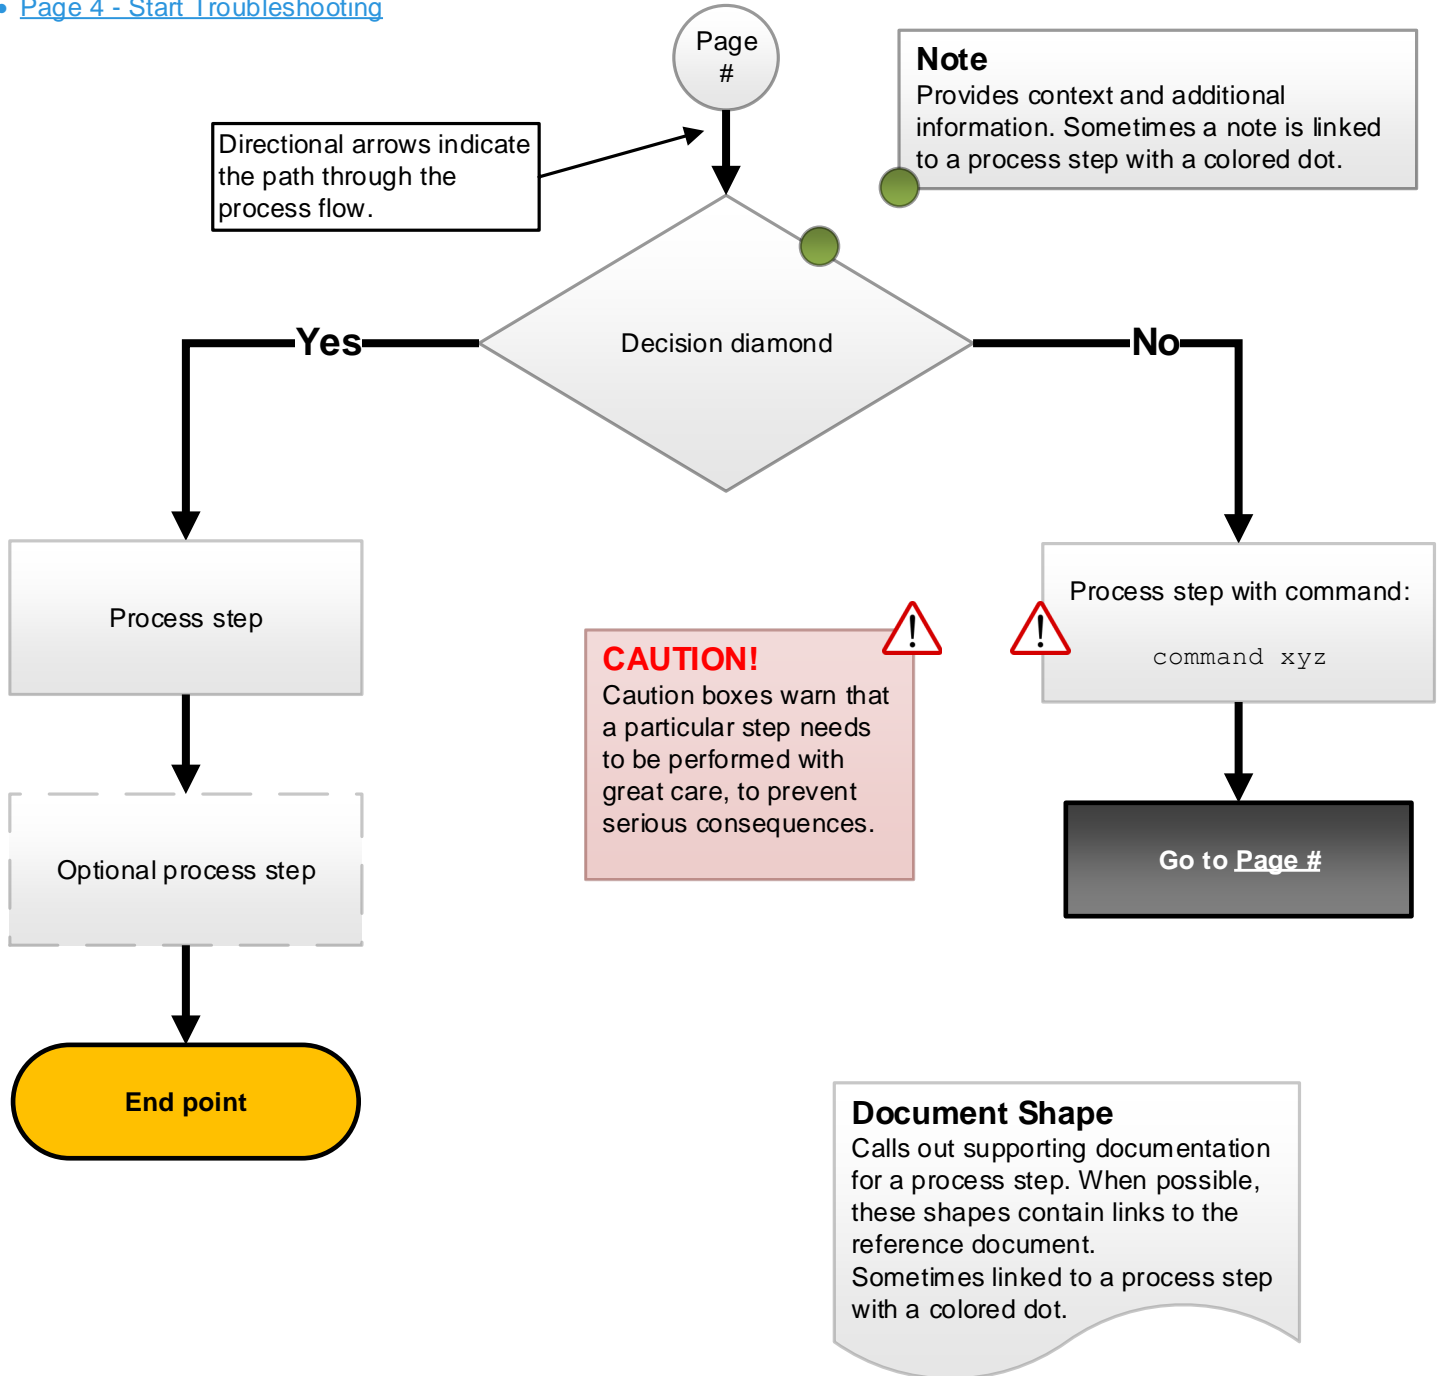 • Page 4 - Start Troubleshooting
Page
#
Note
Provides context and additional
information. Sometimes a note is linked
to a process step with a colored dot.
Directional arrows indicate
the path through the
process flow.
Yes
Decision diamond
No
Process step
Process step with command:
command xyz
CAUTION!
Caution boxes warn that
a particular step needs
to be performed with
great care, to prevent
serious consequences.
Optional process step
Go to Page #
End point
Document Shape
Calls out supporting documentation
for a process step. When possible,
these shapes contain links to the
reference document.
Sometimes linked to a process step
with a colored dot.